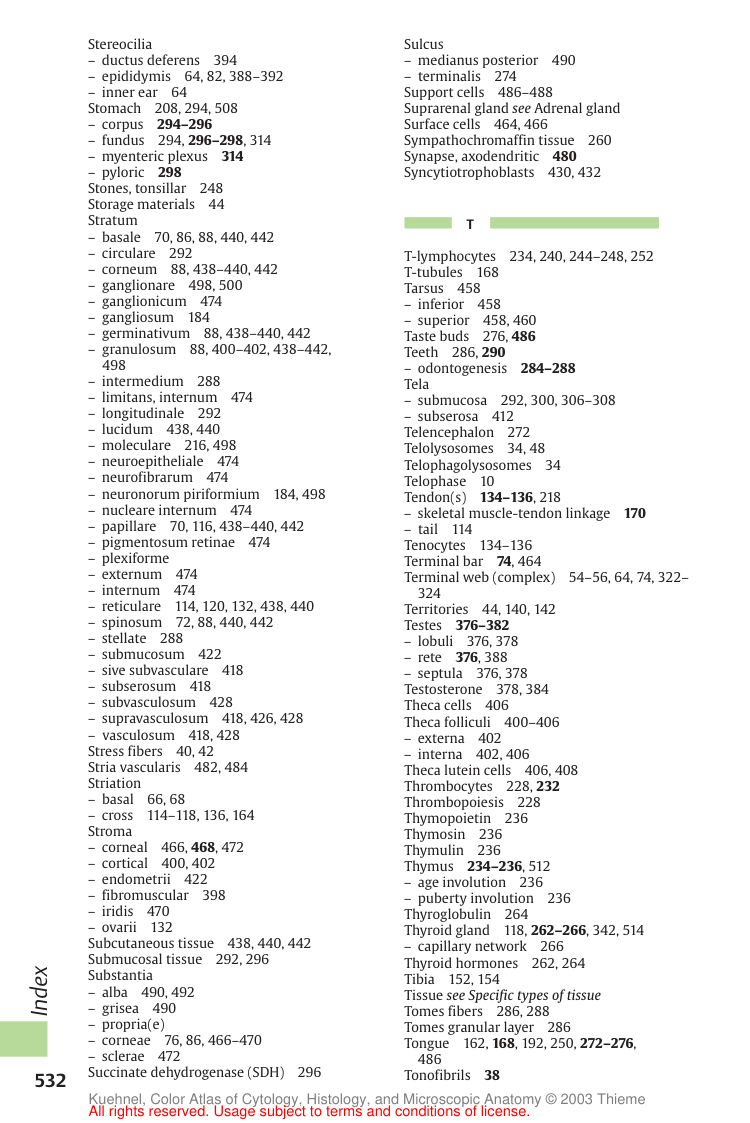 Stereocilia
– ductus deferens 394
– epididymis 64, 82, 388–392
– inner ear 64
Stomach 208, 294, 508
– corpus 294–296
– fundus 294, 296–298, 314
– myenteric plexus 314
– pyloric 298
Stones, tonsillar 248
Storage materials 44
Stratum
– basale 70, 86, 88, 440, 442
– circulare 292
– corneum 88, 438–440, 442
– ganglionare 498, 500
– ganglionicum 474
– gangliosum 184
– germinativum 88, 438–440, 442
– granulosum 88, 400–402, 438–442,
498
– intermedium 288
– limitans, internum 474
– longitudinale 292
– lucidum 438, 440
– moleculare 216, 498
– neuroepitheliale 474
– neurofibrarum 474
– neuronorum piriformium 184, 498
– nucleare internum 474
– papillare 70, 116, 438–440, 442
– pigmentosum retinae 474
– plexiforme
– externum 474
– internum 474
– reticulare 114, 120, 132, 438, 440
– spinosum 72, 88, 440, 442
– stellate 288
– submucosum 422
– sive subvasculare 418
– subserosum 418
– subvasculosum 428
– supravasculosum 418, 426, 428
– vasculosum 418, 428
Stress fibers 40, 42
Stria vascularis 482, 484
Striation
– basal 66, 68
– cross 114–118, 136, 164
Stroma
– corneal 466, 468, 472
– cortical 400, 402
– endometrii 422
– fibromuscular 398
– iridis 470
– ovarii 132
Subcutaneous tissue 438, 440, 442
Submucosal tissue 292, 296
Substantia
– alba 490, 492
– grisea 490
– propria(e)
– corneae 76, 86, 466–470
– sclerae 472
Succinate dehydrogenase (SDH) 296
Sulcus
– medianus posterior 490
– terminalis 274
Support cells 486–488
Suprarenal gland see Adrenal gland
Surface cells 464, 466
Sympathochromaffin tissue 260
Synapse, axodendritic 480
Syncytiotrophoblasts 430, 432
T
T-lymphocytes 234, 240, 244–248, 252
T-tubules 168
Tarsus 458
– inferior 458
– superior 458, 460
Taste buds 276, 486
Teeth 286, 290
– odontogenesis 284–288
Tela
– submucosa 292, 300, 306–308
– subserosa 412
Telencephalon 272
Telolysosomes 34, 48
Telophagolysosomes 34
Telophase 10
Tendon(s) 134–136, 218
– skeletal muscle-tendon linkage 170
– tail 114
Tenocytes 134–136
Terminal bar 74, 464
Terminal web (complex) 54–56, 64, 74, 322–
324
Territories 44, 140, 142
Testes 376–382
– lobuli 376, 378
– rete 376, 388
– septula 376, 378
Testosterone 378, 384
Theca cells 406
Theca folliculi 400–406
– externa 402
– interna 402, 406
Theca lutein cells 406, 408
Thrombocytes 228, 232
Thrombopoiesis 228
Thymopoietin 236
Thymosin 236
Thymulin 236
Thymus 234–236, 512
– age involution 236
– puberty involution 236
Thyroglobulin 264
Thyroid gland 118, 262–266, 342, 514
– capillary network 266
Thyroid hormones 262, 264
Tibia 152, 154
Tissue see Specific types of tissue
Tomes fibers 286, 288
Tomes granular layer 286
Tongue 162, 168, 192, 250, 272–276,
486
Tonofibrils 38
Index
532
Kuehnel, Color Atlas of Cytology, Histology, and Microscopic Anatomy © 2003 Thieme
All rights reserved. Usage subject to terms and conditions of license.